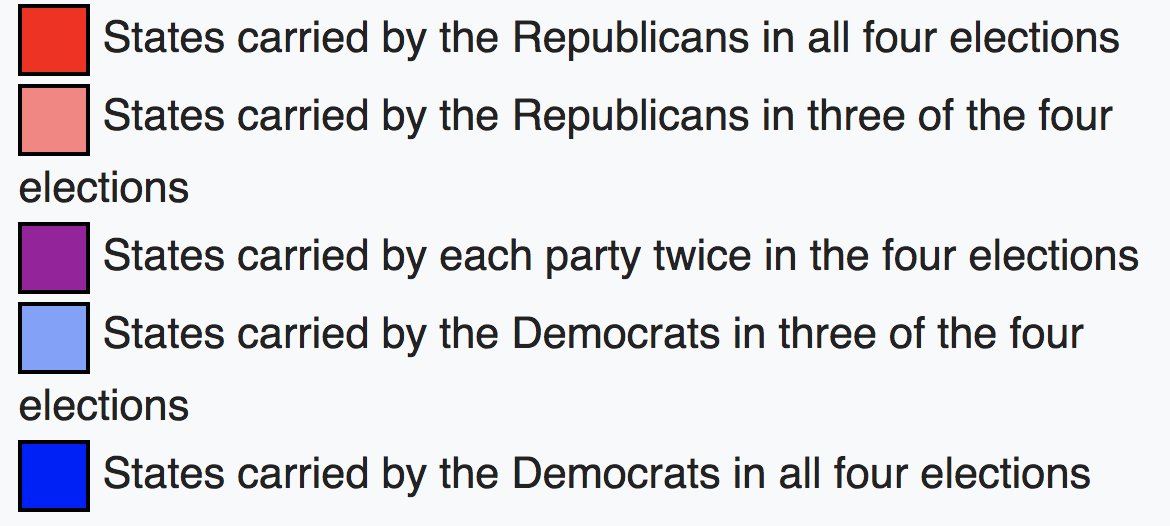 States carried by the Republicans in all four elections
States carried by the Republicans in three of the four
elections
States carried by each party twice in the four elections
States carried by the Democrats in three of the four
elections
States carried by the Democrats in all four elections